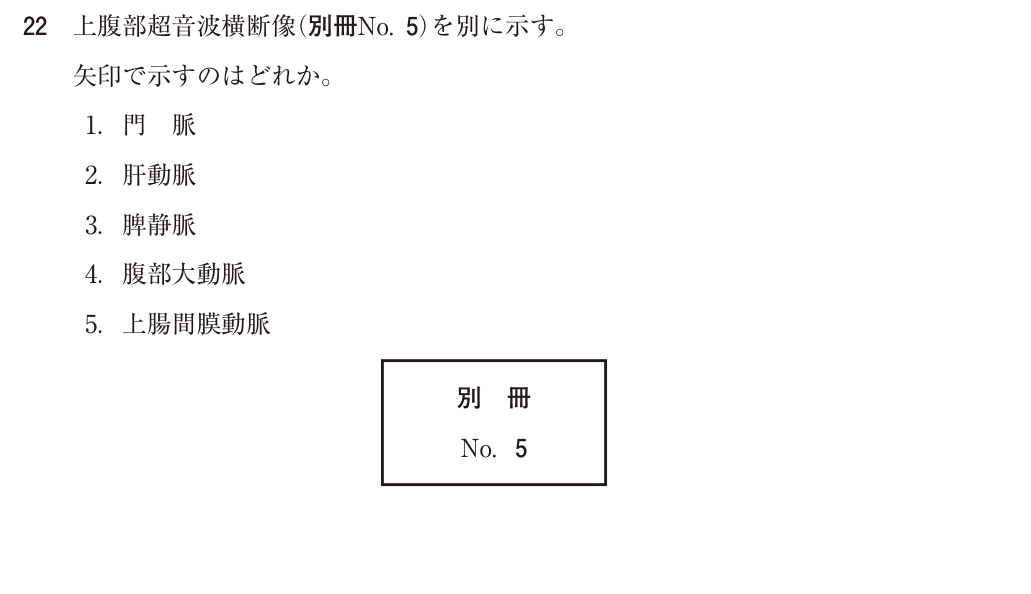 22　上腹部超音波横断像(別冊No. 5)を別に示す。
矢印で示すのはどれか。
1. 門　脈
2. 肝動脈
3. 脾静脈
4. 腹部大動脈
5. 上腸間膜動脈
別　冊
No. 5